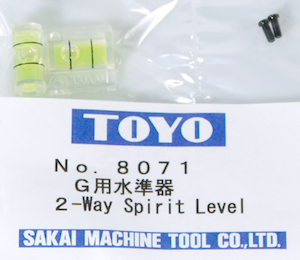 TOYO
No. 8071
G用水準器
2-Way Spirit Level
SAKAI MACHINE TOOL CO.,LTD.